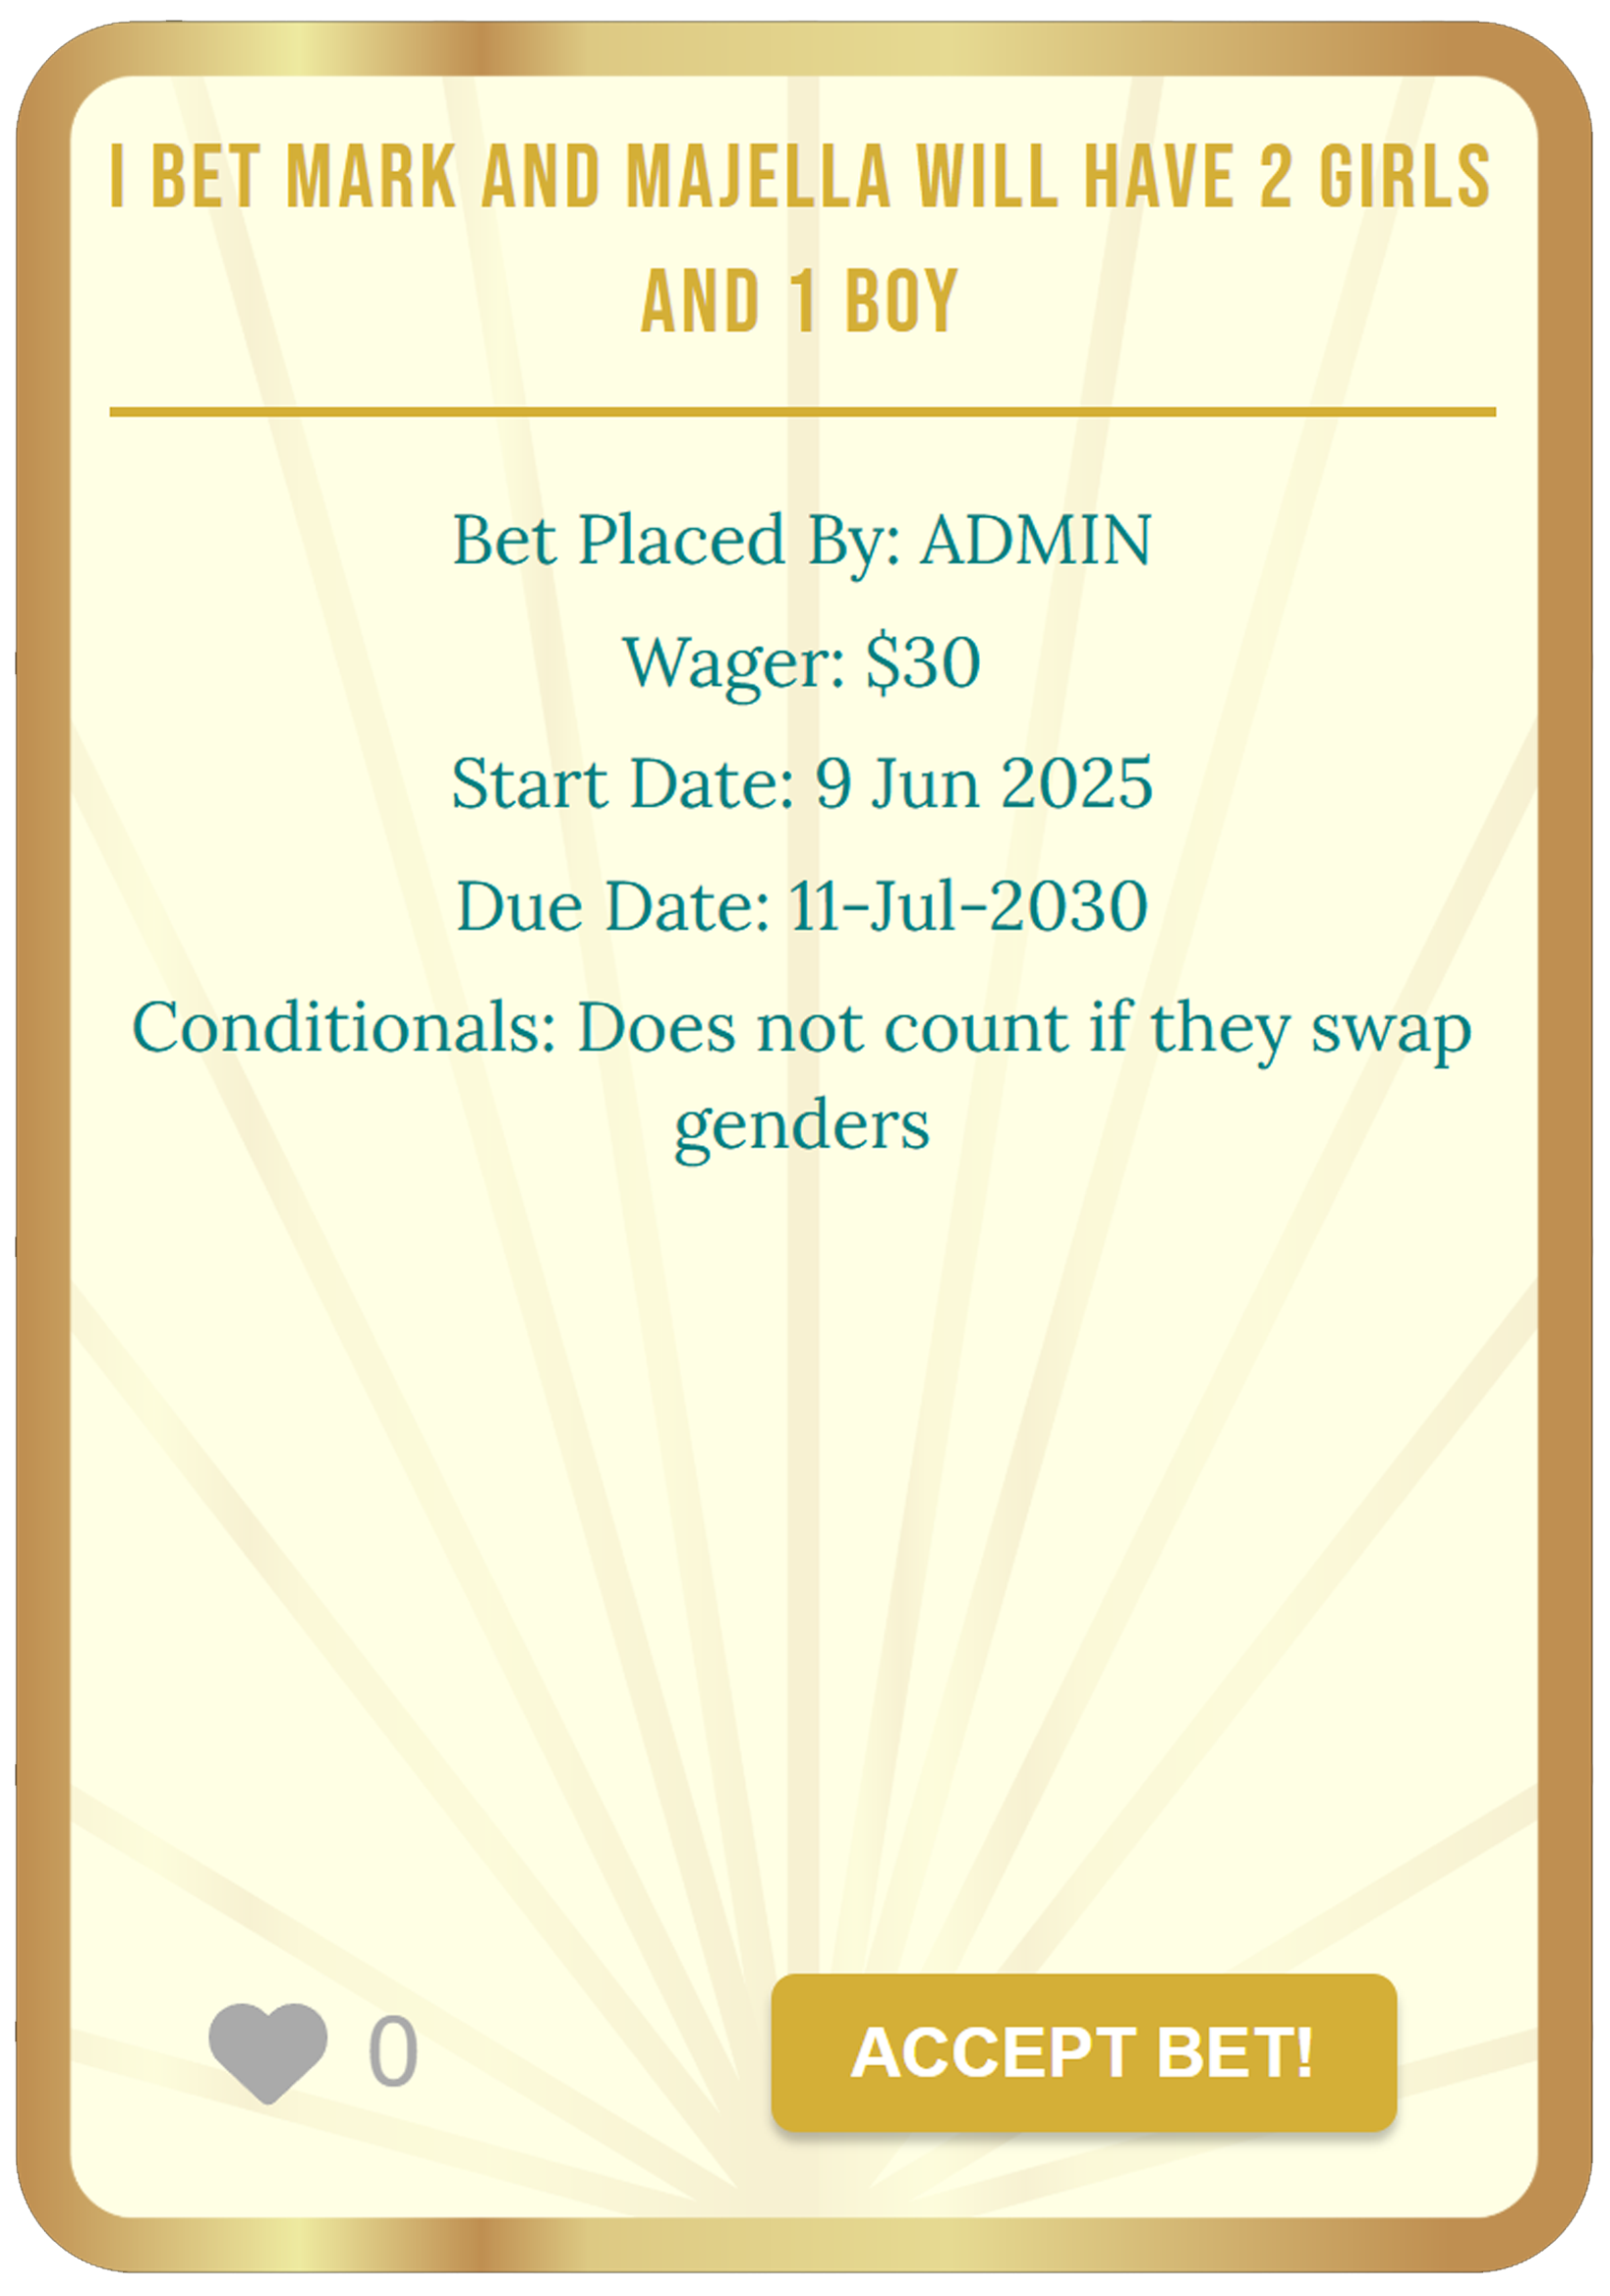 I BET MARK AND MAJELLA WILL HAVE 2 GIRLS
AND 1 BOY
Bet Placed By: ADMIN
Wager: $30
Start Date: 9 Jun 2025
Due Date: 11-Jul-2030
Conditionals: Does not count if they swap
genders
0
ACCEPT BET!